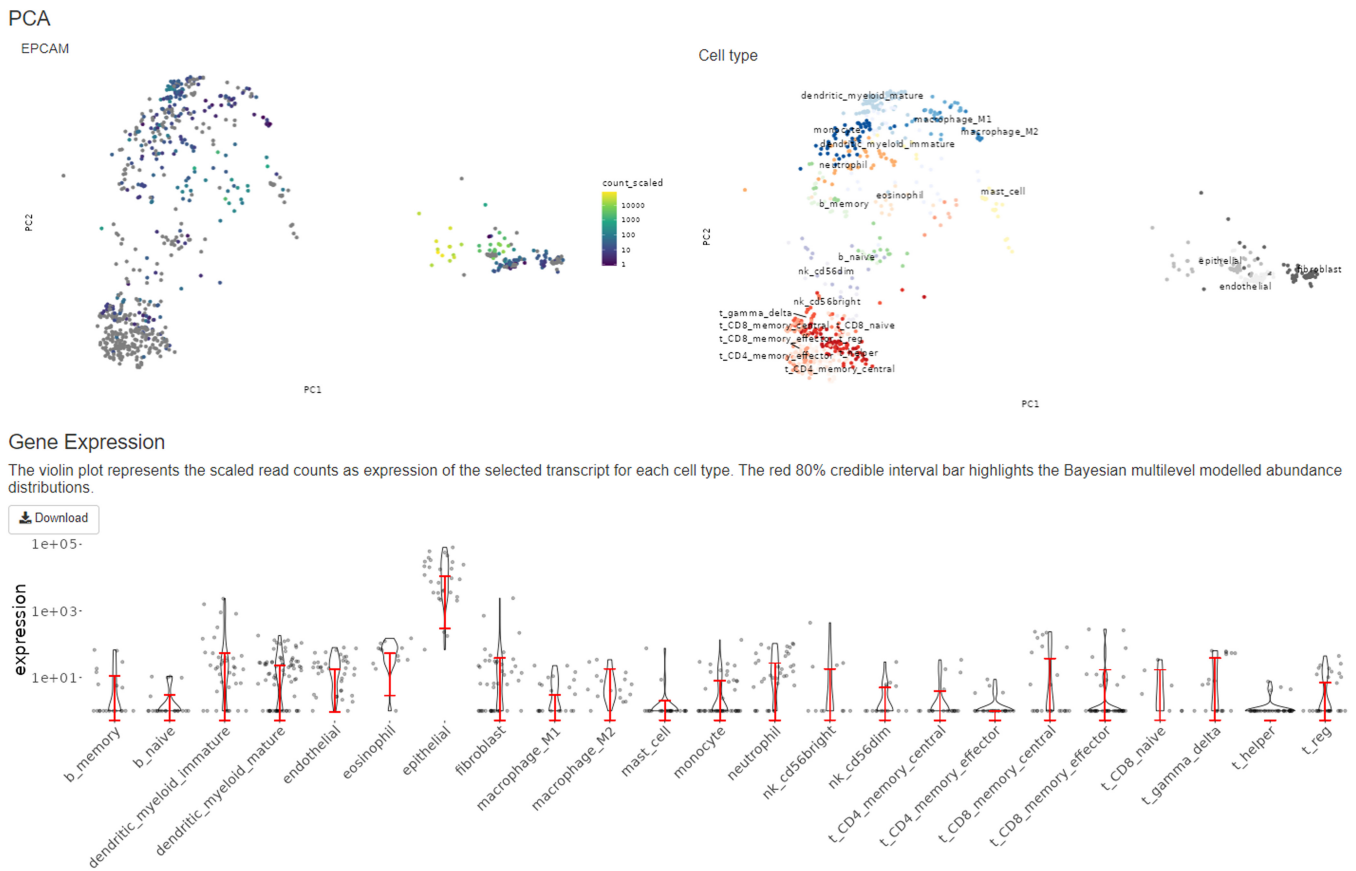 PCA
EPCAM
Cell type
PC2
PC1
count_scaled
10000
1000
100
10
1
PC2
dendritic_myeloid_mature
macrophage_M1
monocyte
macrophage_M2
dendritic_myeloid_immature
neutrophil
mast_cell
eosinophil
b_memory
b_naive
nk_cd56dim
epithelial
fibroblast
endothelial
nk_cd56bright
t_gamma_delta
t_CD8_memory_central t_CD8_naive
t_CD8_memory_effector t_reg
t_CD4_memory_effector t_helper
t_CD4_memory_central
PC1
Gene Expression
The violin plot represents the scaled read counts as expression of the selected transcript for each cell type. The red 80% credible interval bar highlights the Bayesian multilevel modelled abundance
distributions.
Download
expression
1e+05
1e+03
1e+01
b_memory
b_naive
dendritic_myeloid_immature
dendritic_myeloid_mature
endothelial
eosinophil
epithelial
fibroblast
macrophage_M1
macrophage_M2
mast_cell
monocyte
neutrophil
nk_cd56bright
nk_cd56dim
t_CD4_memory_central
t_CD4_memory_effector
t_CD8_memory_central
t_CD8_memory_effector
t_CD8_naive
t_gamma_delta
t_helper
t_reg